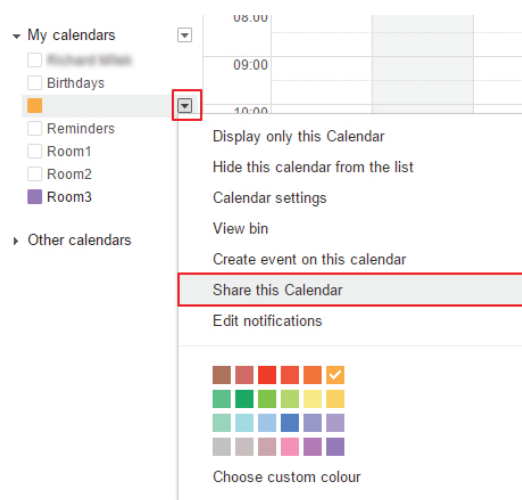 08:00
My calendars
09:00
Birthdays
10:00
Reminders
Room1
Room2
Room3
Other calendars
Display only this Calendar
Hide this calendar from the list
Calendar settings
View bin
Create event on this calendar
Share this Calendar
Edit notifications
Choose custom colour